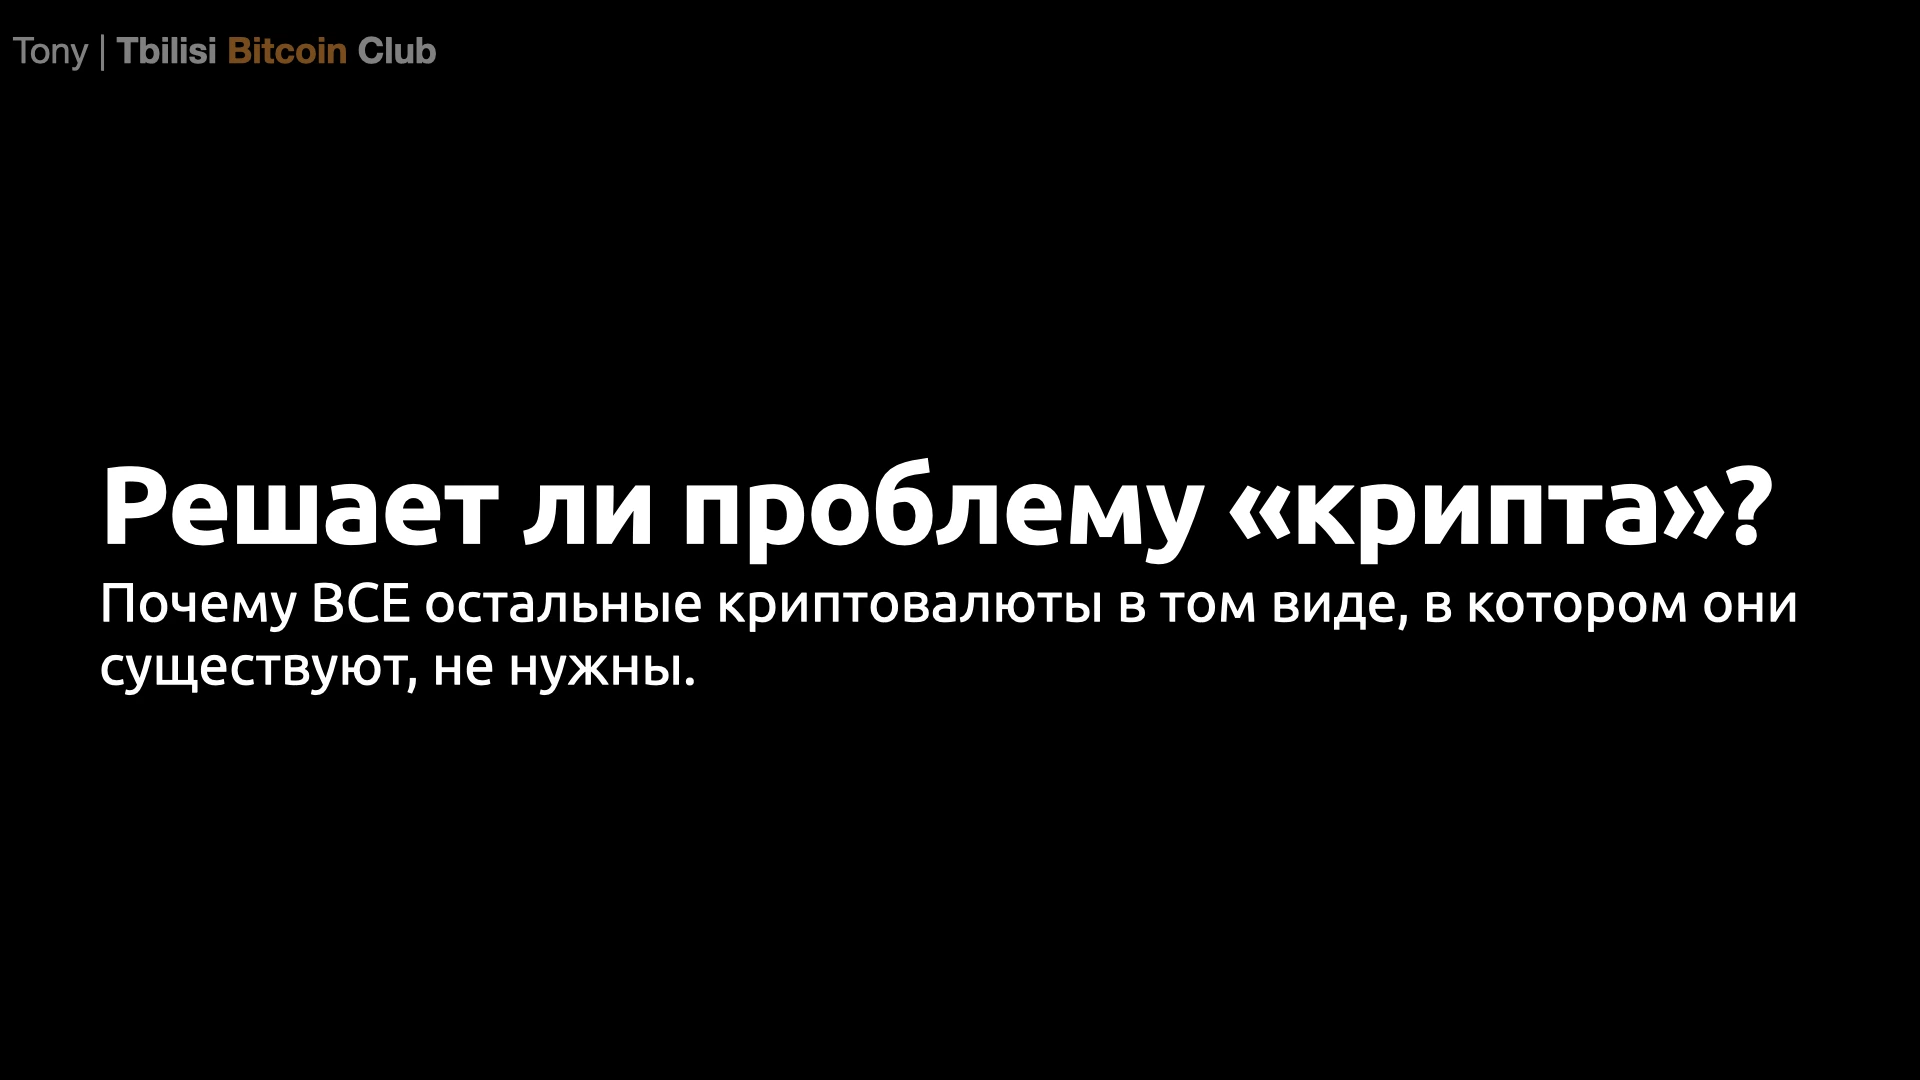 Tony | Tbilisi Bitcoin Club
Решает ли проблему «крипта»?
Почему ВСЕ остальные криптовалюты в том виде, в котором они
существуют, не нужны.